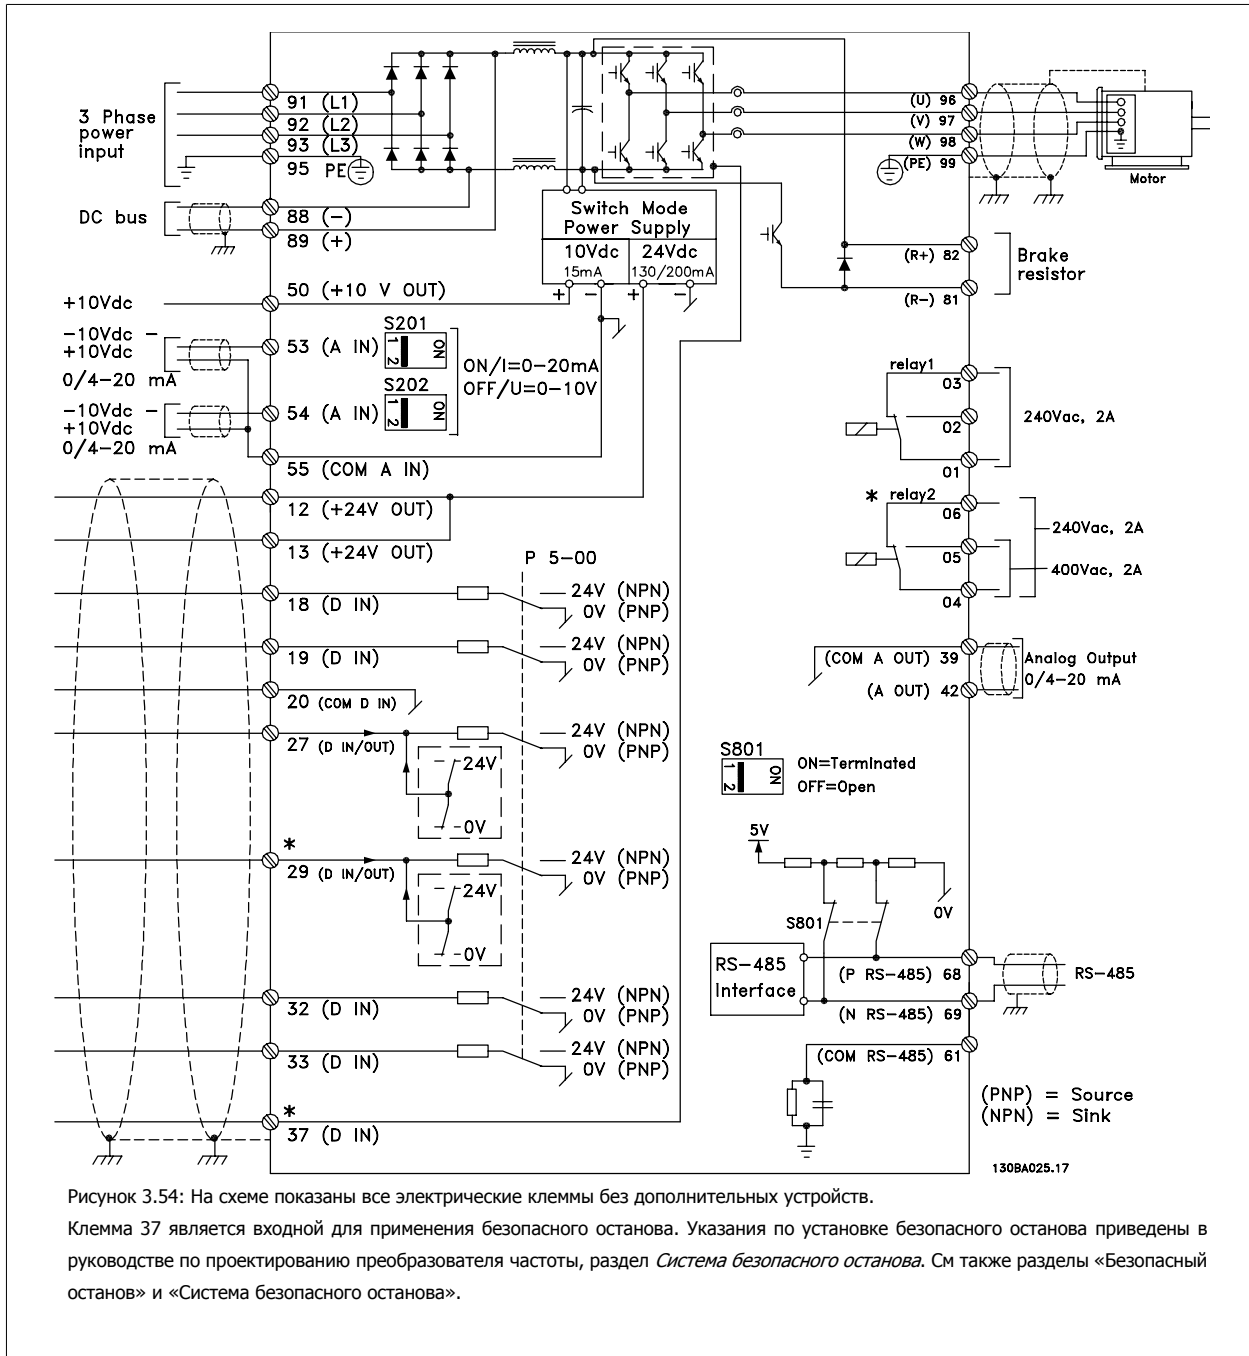 3 Phase
power
input
91 (L1)
92 (L2)
93 (L3)
95 PE
DC bus
88 (−)
89 (+)
Switch Mode
Power Supply
10Vdc
15mA
24Vdc
130/200mA
+ − + −
+10Vdc
50 (+10 V OUT)
−10Vdc −
+10Vdc
0/4−20 mA
53 (A IN)
S201
1 2 ON
ON/I=0−20mA
OFF/U=0−10V
−10Vdc −
+10Vdc
0/4−20 mA
54 (A IN)
S202
1 2 ON
55 (COM A IN)
12 (+24V OUT)
13 (+24V OUT)
P 5−00
18 (D IN)
24V (NPN)
0V (PNP)
19 (D IN)
24V (NPN)
0V (PNP)
20 (COM D IN)
27 (D IN/OUT)
24V (NPN)
0V (PNP)
24V
0V
*
29 (D IN/OUT)
24V (NPN)
0V (PNP)
24V
0V
32 (D IN)
24V (NPN)
0V (PNP)
33 (D IN)
24V (NPN)
0V (PNP)
*
37 (D IN)
(U) 96
(V) 97
(W) 98
(PE) 99
Motor
(R+) 82
(R−) 81
Brake
resistor
relay1
03
02
01
240Vac, 2A
* relay2
06
05
04
240Vac, 2A
400Vac, 2A
(COM A OUT) 39
(A OUT) 42
Analog Output
0/4−20 mA
S801
1 2 ON
ON=Terminated
OFF=Open
5V
0V
S801
RS−485
Interface
(P RS−485) 68
(N RS−485) 69
RS−485
(COM RS−485) 61
(PNP) = Source
(NPN) = Sink
130BA025.17
Рисунок 3.54: На схеме показаны все электрические клеммы без дополнительных устройств.
Клемма 37 является входной для применения безопасного останова. Указания по установке безопасного останова приведены в
руководстве по проектированию преобразователя частоты, раздел Система безопасного останова. См также разделы «Безопасный
останов» и «Система безопасного останова».